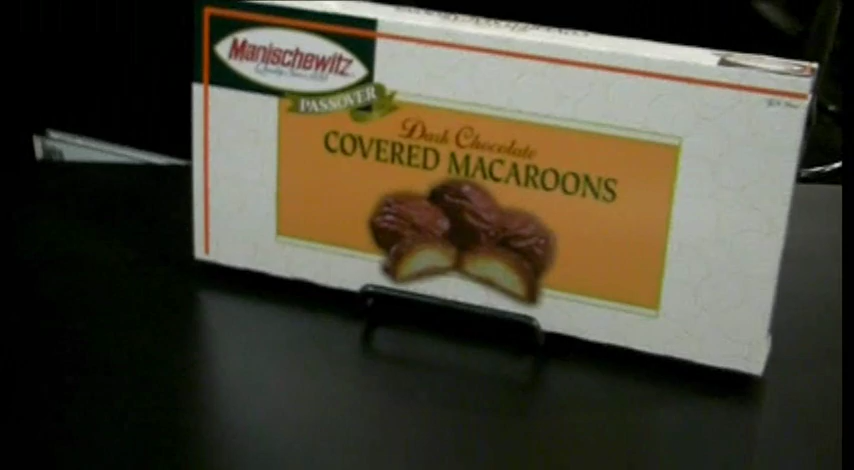 Manischewitz
PASSOVER
Dark Chocolate
COVERED MACAROONS